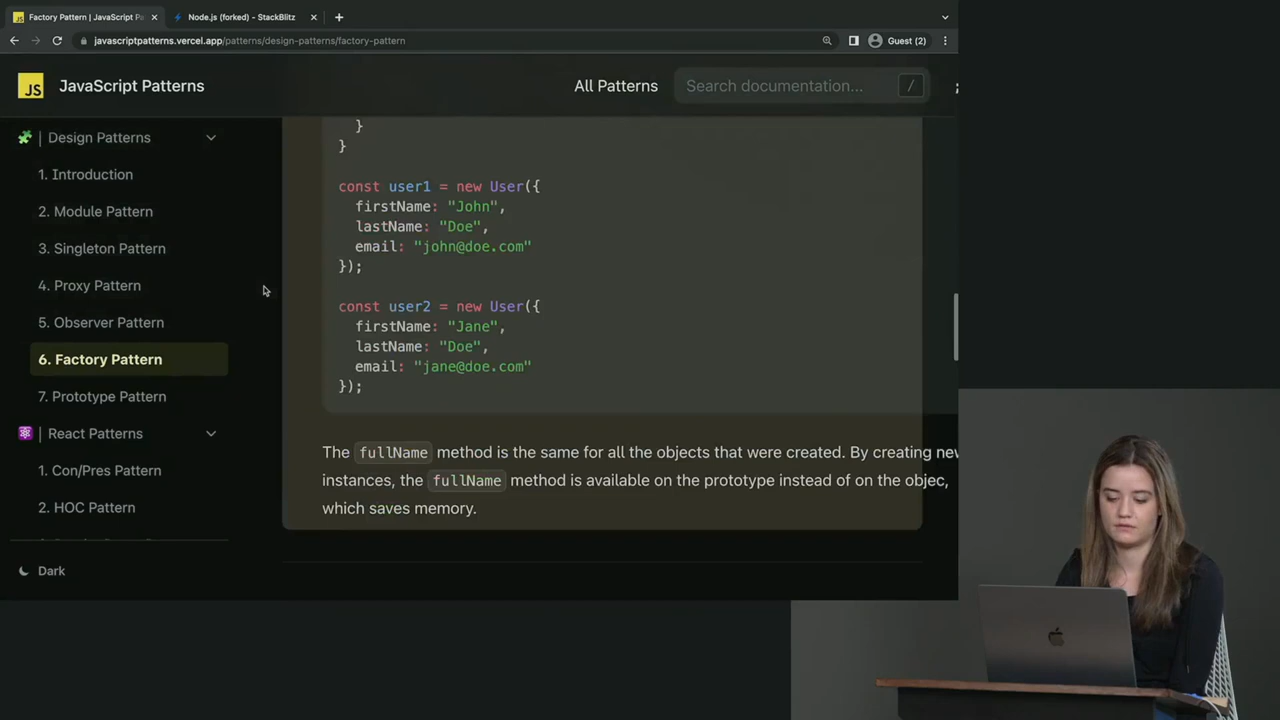 Factory Pattern | JavaScript Pa
Node.js (forked) - StackBlitz
javascriptpatterns.vercel.app/patterns/design-patterns/factory-pattern
Guest (2)
JS
JavaScript Patterns
All Patterns
Search documentation...
/
Design Patterns
1. Introduction
2. Module Pattern
3. Singleton Pattern
4. Proxy Pattern
5. Observer Pattern
6. Factory Pattern
7. Prototype Pattern
React Patterns
1. Con/Pres Pattern
2. HOC Pattern
Dark
}
}
const user1 = new User({
firstName: "John",
lastName: "Doe",
email: "john@doe.com"
});
const user2 = new User({
firstName: "Jane",
lastName: "Doe",
email: "jane@doe.com"
});
The fullName method is the same for all the objects that were created. By creating new
instances, the fullName method is available on the prototype instead of on the objec,
which saves memory.